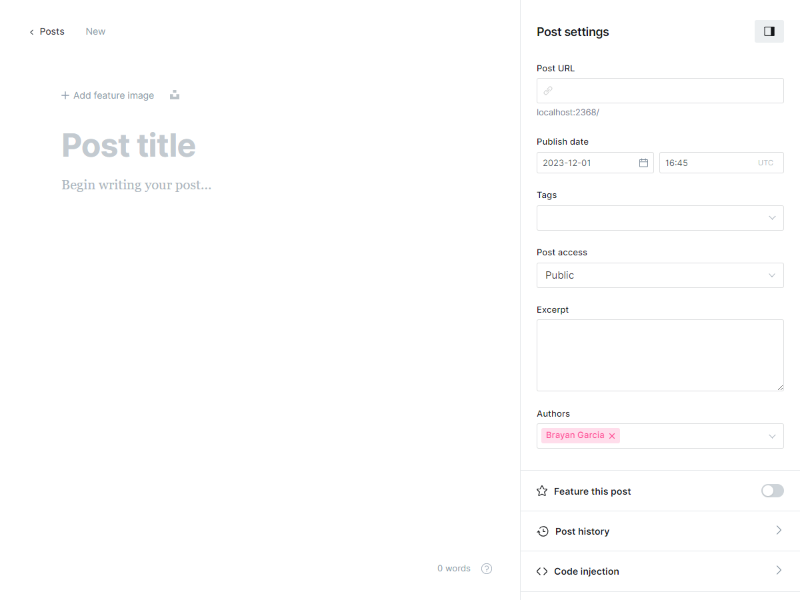 Posts New
Add feature image
Post title
Begin writing your post...
0 words
Post settings
Post URL
localhost:2368/
Publish date
2023-12-01 16:45 UTC
Tags
Post access
Public
Excerpt
Authors
Brayan Garcia
Feature this post
Post history
Code injection